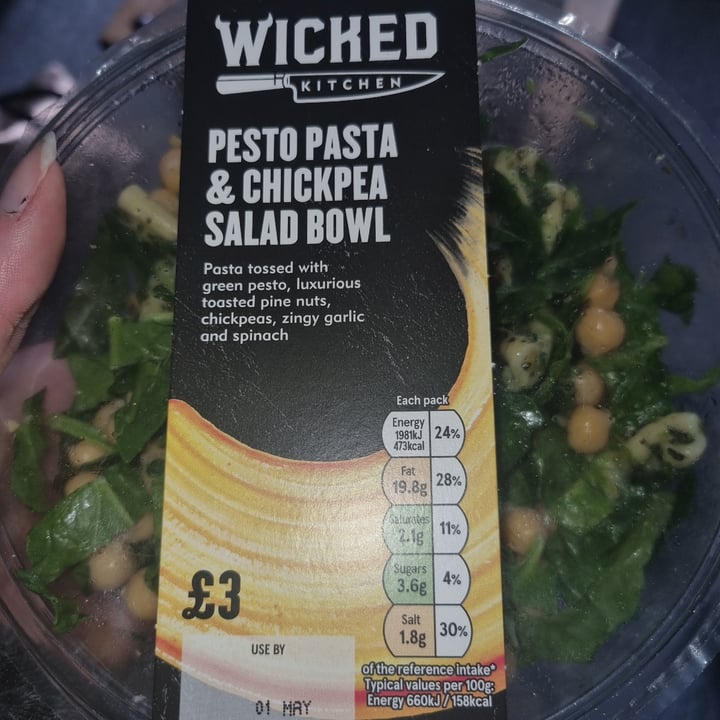 WICKED
KITCHEN
PESTO PASTA
& CHICKPEA
SALAD BOWL
Pasta tossed with
green pesto, luxurious
toasted pine nuts,
chickpeas, zingy garlic
and spinach
Each pack
Energy
1981kJ
473kcal
24%
Fat
19.8g
28%
Saturates
2.1g
11%
Sugars
3.6g
4%
Salt
1.8g
30%
of the reference intake*
Typical values per 100g:
Energy 660kJ / 158kcal
£3
USE BY
01 MAY